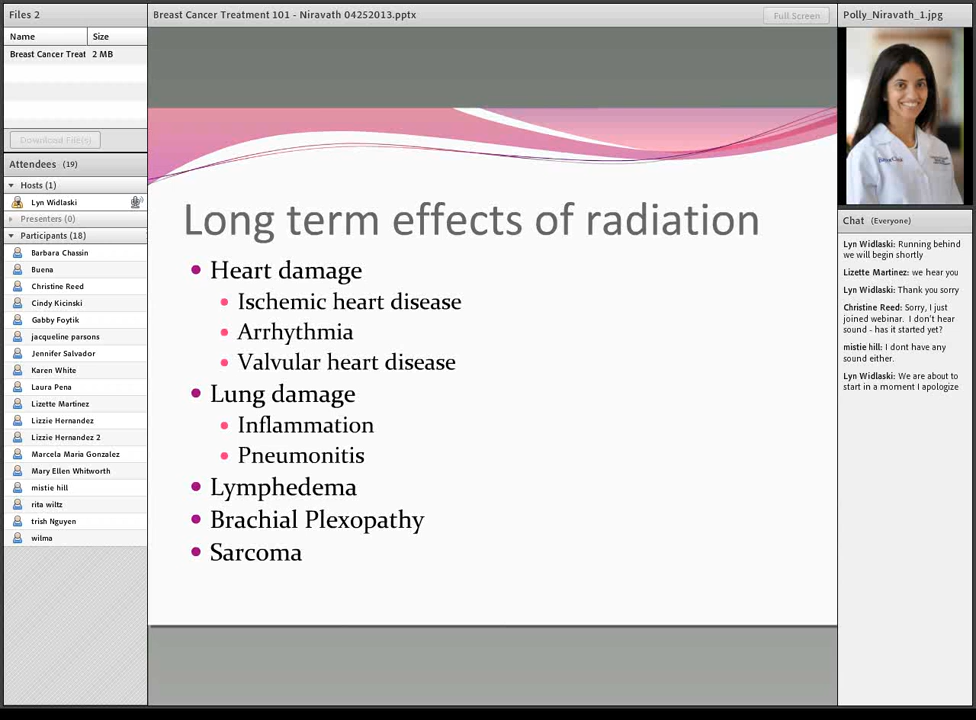 Files 2
Name Size
Breast Cancer Treat 2 MB
Download File(s)
Attendees (19)
Hosts (1)
Lyn Widlaski
Presenters (0)
Participants (18)
Barbara Chassin
Buena
Christine Reed
Cindy Kicinski
Gabby Foytik
jacqueline parsons
Jennifer Salvador
Karen White
Laura Pena
Lizette Martinez
Lizzie Hernandez
Lizzie Hernandez 2
Marcela Maria Gonzalez
Mary Ellen Whitworth
mistie hill
rita wiltz
trish Nguyen
wilma
Breast Cancer Treatment 101 - Niravath 04252013.pptx
Full Screen
Long term effects of radiation
Heart damage
Ischemic heart disease
Arrhythmia
Valvular heart disease
Lung damage
Inflammation
Pneumonitis
Lymphedema
Brachial Plexopathy
Sarcoma
Polly_Niravath_1.jpg
Chat (Everyone)
Lyn Widlaski: Running behind
we will begin shortly
Lizette Martinez: we hear you
Lyn Widlaski: Thank you sorry
Christine Reed: Sorry, I just
joined webinar. I don't hear
sound - has it started yet?
mistie hill: I dont have any
sound either.
Lyn Widlaski: We are about to
start in a moment I apologize